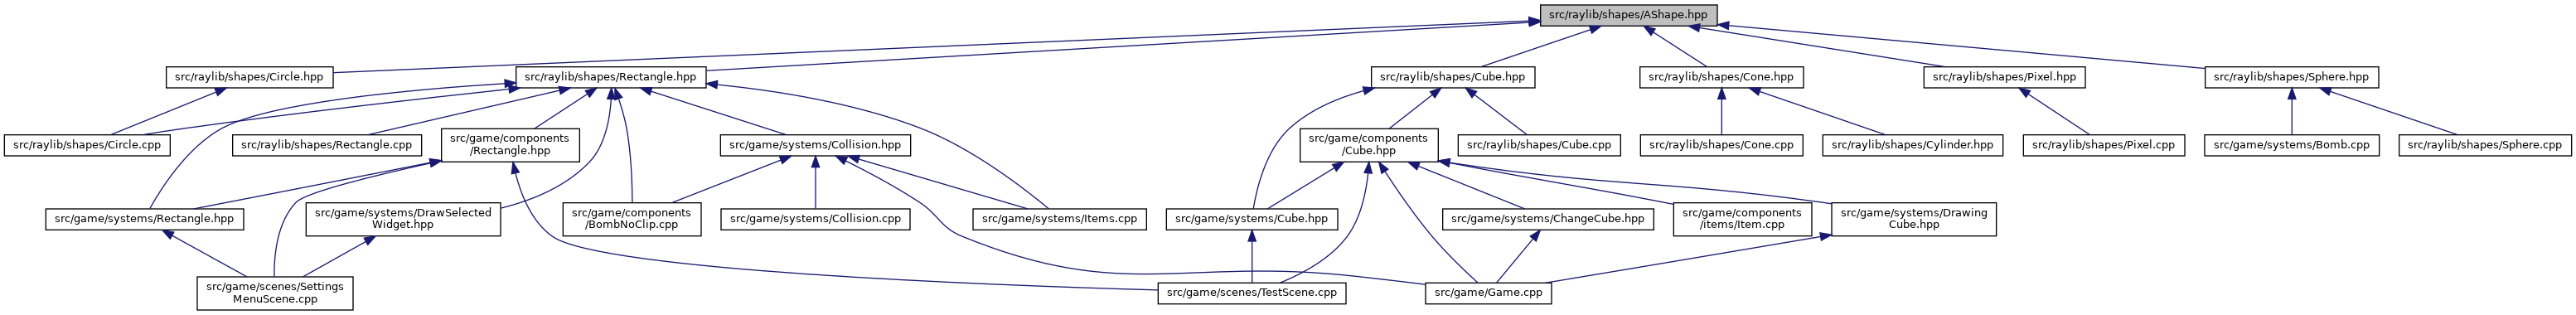 src/raylib/shapes/AShape.hpp
src/raylib/shapes/Circle.hpp
src/raylib/shapes/Rectangle.hpp
src/raylib/shapes/Cube.hpp
src/raylib/shapes/Cone.hpp
src/raylib/shapes/Pixel.hpp
src/raylib/shapes/Sphere.hpp
src/raylib/shapes/Circle.cpp
src/raylib/shapes/Rectangle.cpp
src/game/components
/Rectangle.hpp
src/game/systems/Collision.hpp
src/game/components
/Cube.hpp
src/raylib/shapes/Cube.cpp
src/raylib/shapes/Cone.cpp
src/raylib/shapes/Cylinder.hpp
src/raylib/shapes/Pixel.cpp
src/game/systems/Bomb.cpp
src/raylib/shapes/Sphere.cpp
src/game/systems/Rectangle.hpp
src/game/systems/DrawSelected
Widget.hpp
src/game/components
/BombNoClip.cpp
src/game/systems/Collision.cpp
src/game/systems/Items.cpp
src/game/systems/Cube.hpp
src/game/systems/ChangeCube.hpp
src/game/components
/items/Item.cpp
src/game/systems/Drawing
Cube.hpp
src/game/scenes/Settings
MenuScene.cpp
src/game/scenes/TestScene.cpp
src/game/Game.cpp